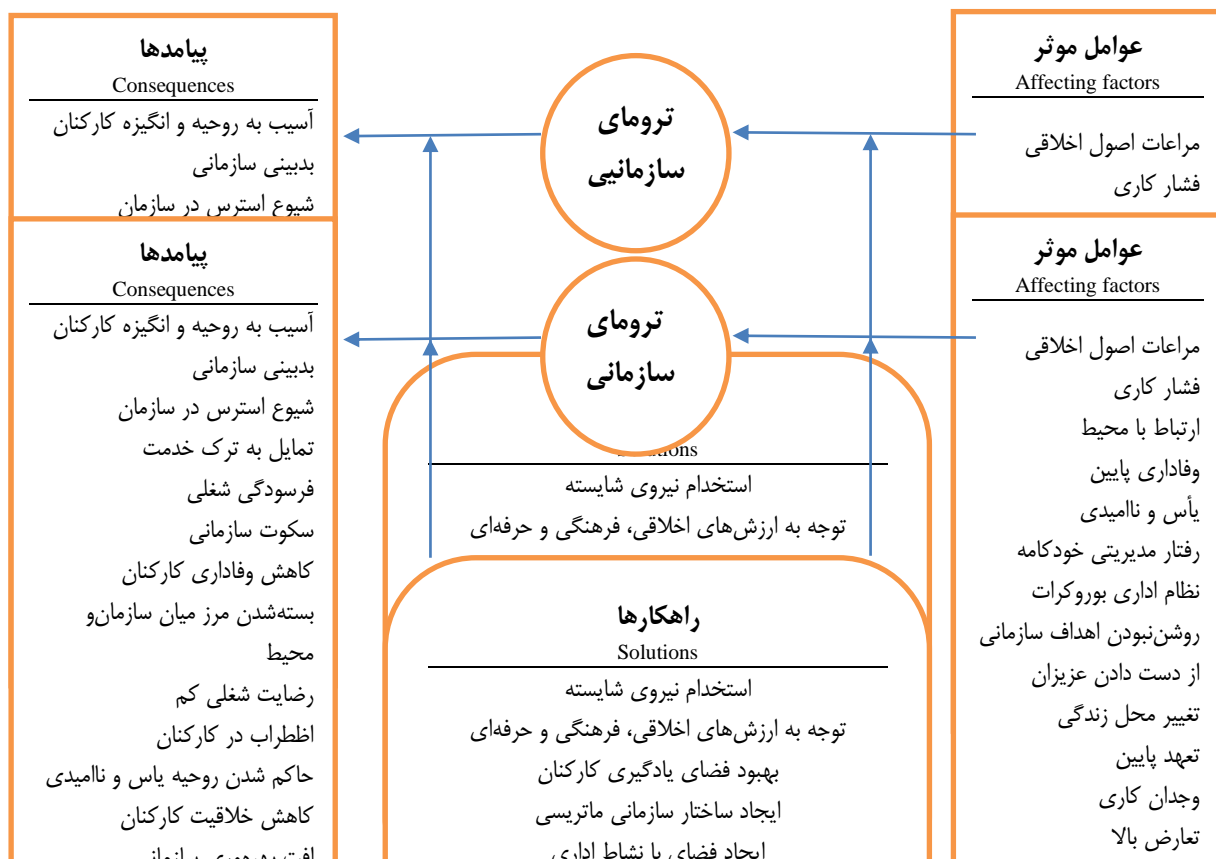 عوامل موثر
Affecting factors
مراعات اصول اخلاقی
فشار کاری
ترومای
سازمانیی
پیامدها
Consequences
آسیب به روحیه و انگیزه کارکنان
بدبینی سازمانی
شیوع استرس در سازمان
عوامل موثر
Affecting factors
مراعات اصول اخلاقی
فشار کاری
ارتباط با محیط
وفاداری پایین
یأس و ناامیدی
رفتار مدیریتی خودکامه
نظام اداری بوروکرات
روشن‌نبودن اهداف سازمانی
از دست دادن عزیزان
تغییر محل زندگی
تعهد پایین
وجدان کاری
تعارض بالا
ترومای
سازمانی
استخدام نیروی شایسته
توجه به ارزش‌های اخلاقی، فرهنگی و حرفه‌ای
راهکارها
Solutions
استخدام نیروی شایسته
توجه به ارزش‌های اخلاقی، فرهنگی و حرفه‌ای
بهبود فضای یادگیری کارکنان
ایجاد ساختار سازمانی ماتریسی
ایجاد فضای با نشاط اداری
پیامدها
Consequences
آسیب به روحیه و انگیزه کارکنان
بدبینی سازمانی
شیوع استرس در سازمان
تمایل به ترک خدمت
فرسودگی شغلی
سکوت سازمانی
کاهش وفاداری کارکنان
بسته‌شدن مرز میان سازمان‌و
محیط
رضایت شغلی کم
اظطراب در کارکنان
حاکم شدن روحیه یاس و ناامیدی
کاهش خلاقیت کارکنان